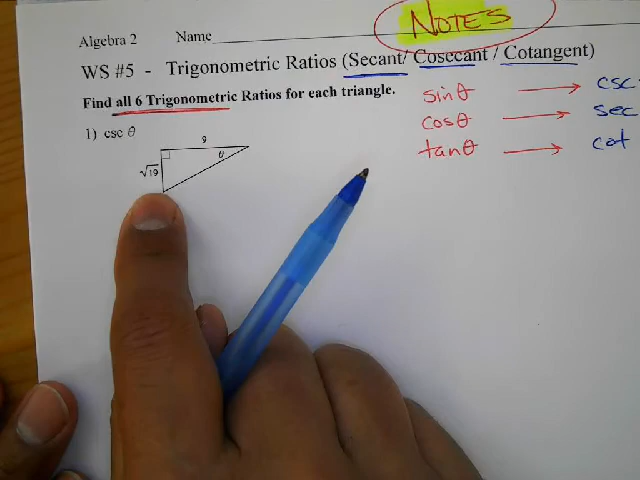 NOTES
Algebra 2 Name
WS #5 - Trigonometric Ratios (Secant/ Cosecant / Cotangent)
Find all 6 Trigonometric Ratios for each triangle.
sinθ → csc
cosθ → sec
tanθ → cot
1) csc θ
9
θ
√19